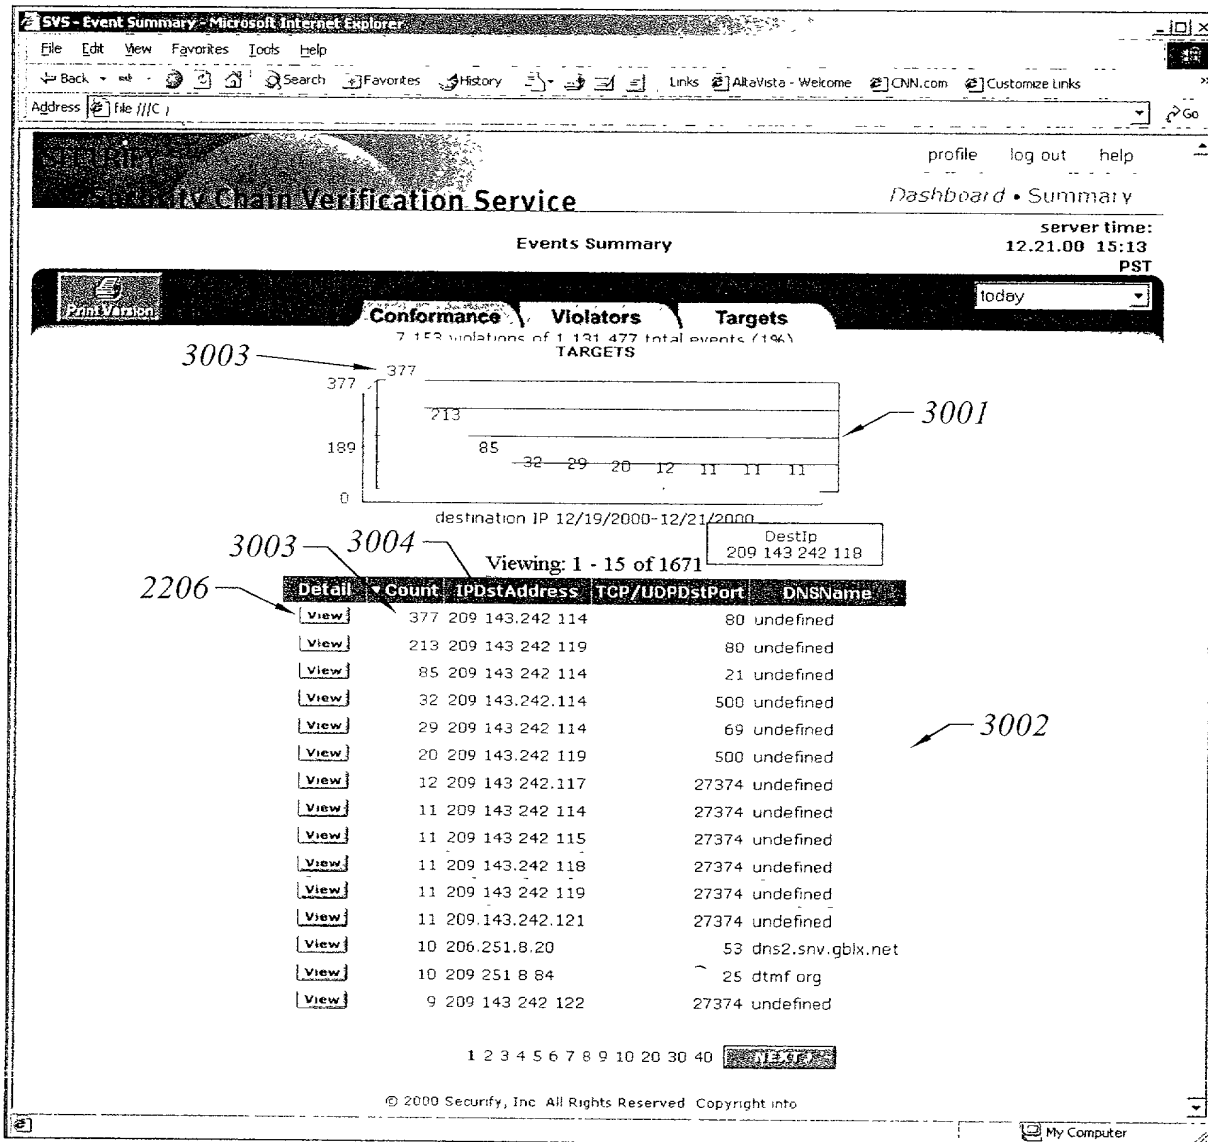 SVS - Event Summary - Microsoft Internet Explorer
File Edit View Favorites Tools Help
Back Search Favorites History Links AltaVista - Welcome CNN.com Customize Links
Address file ///C Go
SECURIFY profile log out help
Security Chain Verification Service Dashboard • Summary
Events Summary
server time:
12.21.00 15:13
PST
Print Version today
Conformance Violators Targets
7 153 violations of 1 131 477 total events (1%)
TARGETS
3003
377 377
213 3001
189 85
32 29 20 12 11 11 11
0
destination IP 12/19/2000-12/21/2000
DestIp
209 143 242 118
3003 3004 Viewing: 1 - 15 of 1671
2206 Detail Count IPDstAddress TCP/UDPDstPort DNSName
View 377 209 143.242 114 80 undefined
View 213 209 143 242 119 80 undefined
View 85 209 143 242 114 21 undefined
View 32 209 143.242.114 500 undefined
View 29 209 143 242 114 69 undefined
3002
View 20 209 143.242 119 500 undefined
View 12 209 143 242.117 27374 undefined
View 11 209 143 242 114 27374 undefined
View 11 209 143 242 115 27374 undefined
View 11 209 143.242 118 27374 undefined
View 11 209 143 242 119 27374 undefined
View 11 209.143.242.121 27374 undefined
View 10 206.251.8.20 53 dns2.snv.gblx.net
View 10 209 251 8 84 25 dtmf org
View 9 209 143 242 122 27374 undefined
1 2 3 4 5 6 7 8 9 10 20 30 40 NEXT
© 2000 Securify, Inc All Rights Reserved Copyright info
My Computer